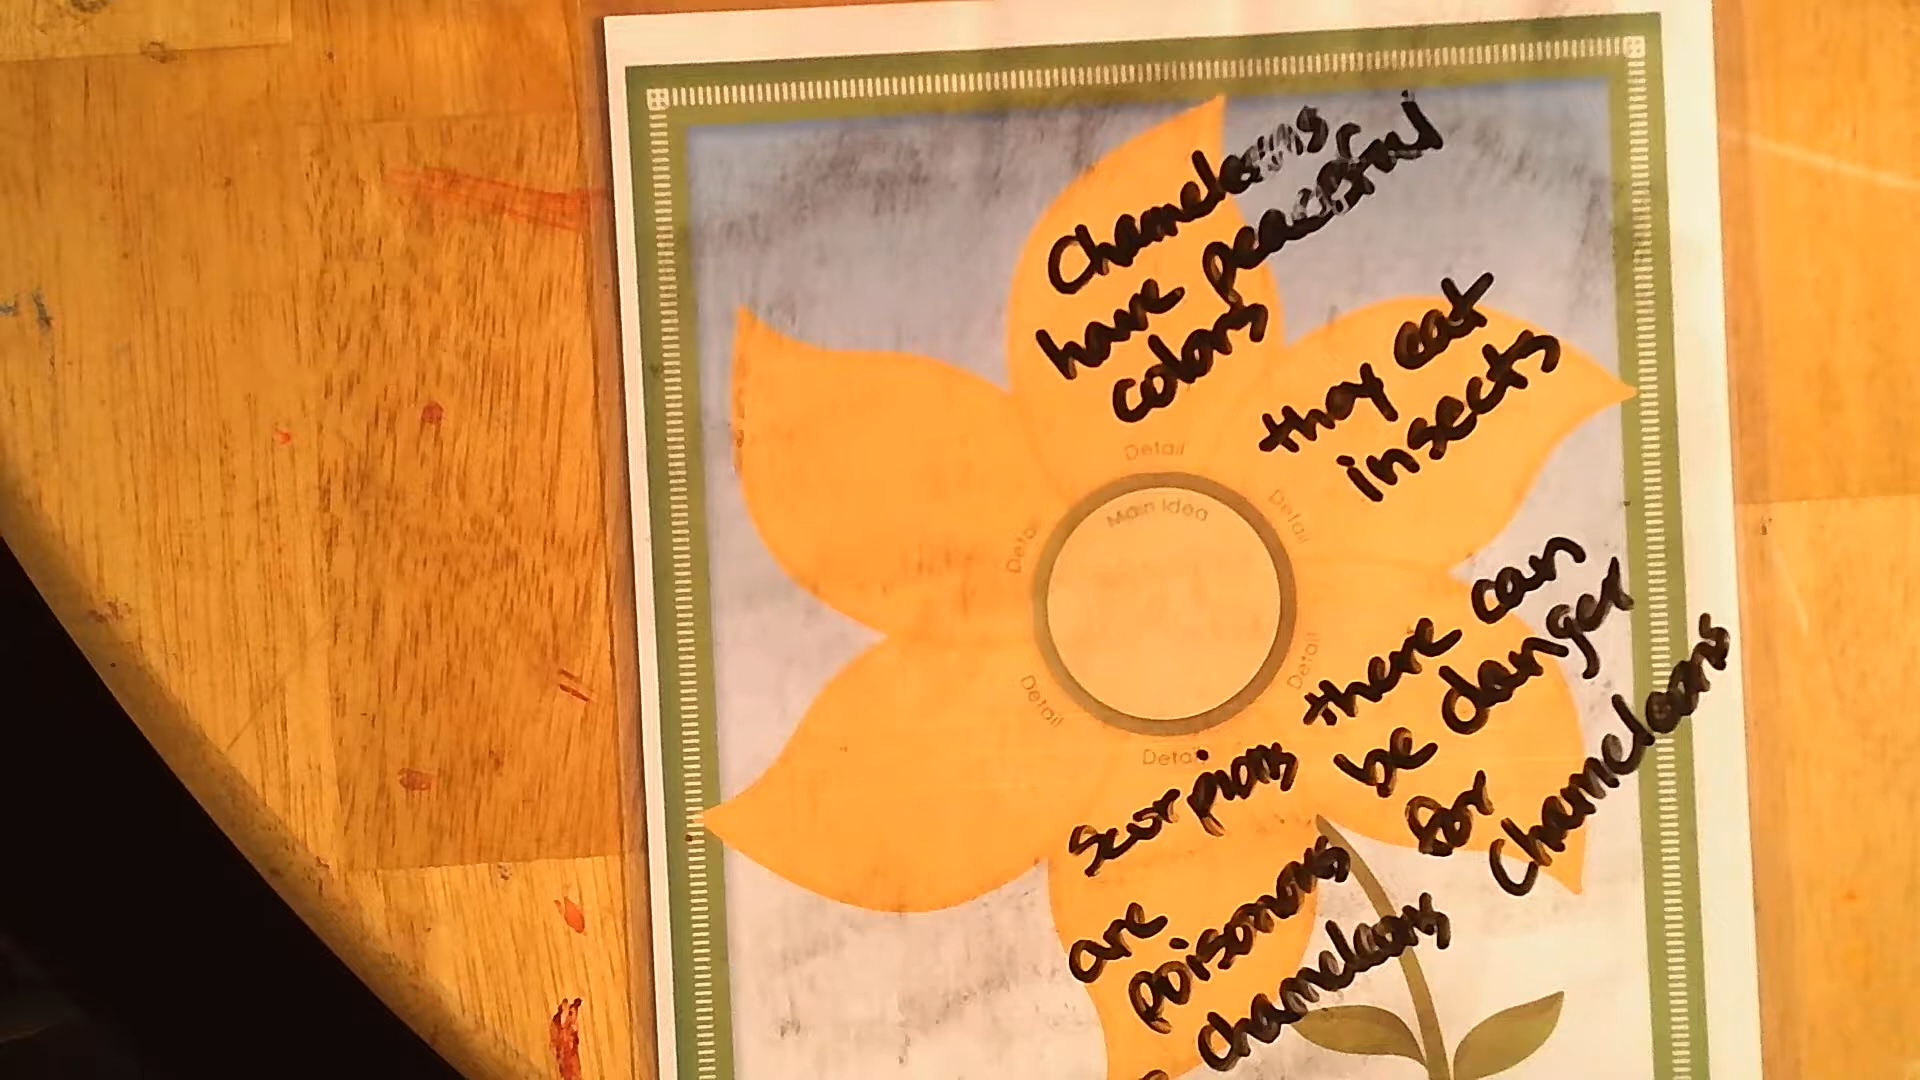 Chameleons
have peaceful
colors
they eat
insects
there can
be danger
for
Chameleons
Scorpions
are
poisonous
chameleons
Detail
Detail
Detail
Detail
Detail
Detail
Main Idea